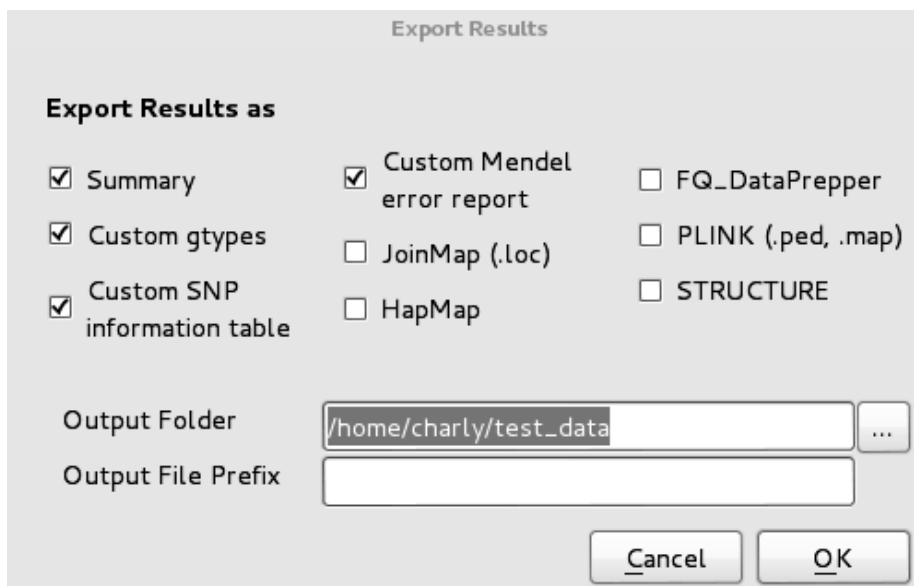 Export Results
Export Results as
Summary
Custom gtypes
Custom SNP
information table
Custom Mendel
error report
JoinMap (.loc)
HapMap
FQ_DataPrepper
PLINK (.ped, .map)
STRUCTURE
Output Folder
/home/charly/test_data
...
Output File Prefix
Cancel
OK